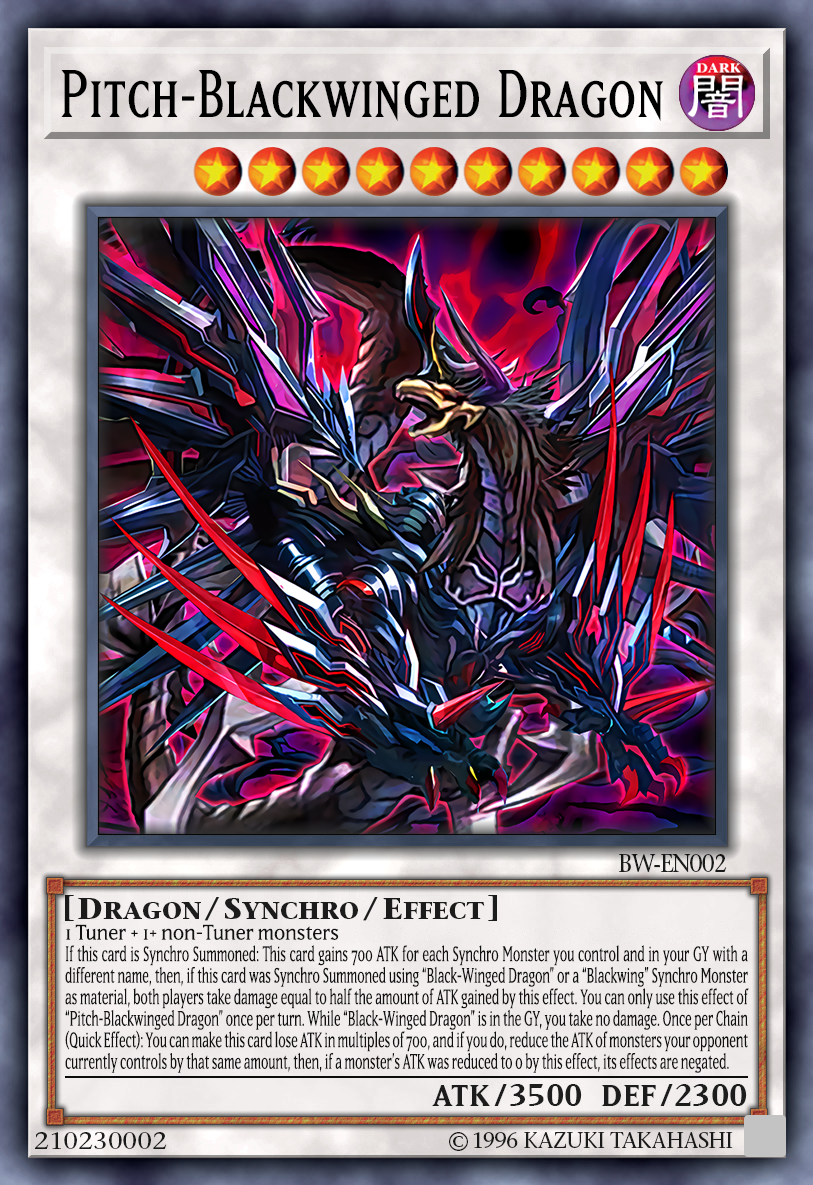 Pitch-Blackwinged Dragon
DARK
闇
BW-EN002
[Dragon/Synchro/Effect]
1 Tuner + 1+ non-Tuner monsters
If this card is Synchro Summoned: This card gains 700 ATK for each Synchro Monster you control and in your GY with a
different name, then, if this card was Synchro Summoned using “Black-Winged Dragon” or a “Blackwing” Synchro Monster
as material, both players take damage equal to half the amount of ATK gained by this effect. You can only use this effect of
“Pitch-Blackwinged Dragon” once per turn. While “Black-Winged Dragon” is in the GY, you take no damage. Once per Chain
(Quick Effect): You can make this card lose ATK in multiples of 700, and if you do, reduce the ATK of monsters your opponent
currently controls by that same amount, then, if a monster’s ATK was reduced to 0 by this effect, its effects are negated.
ATK/3500 DEF/2300
210230002
© 1996 KAZUKI TAKAHASHI